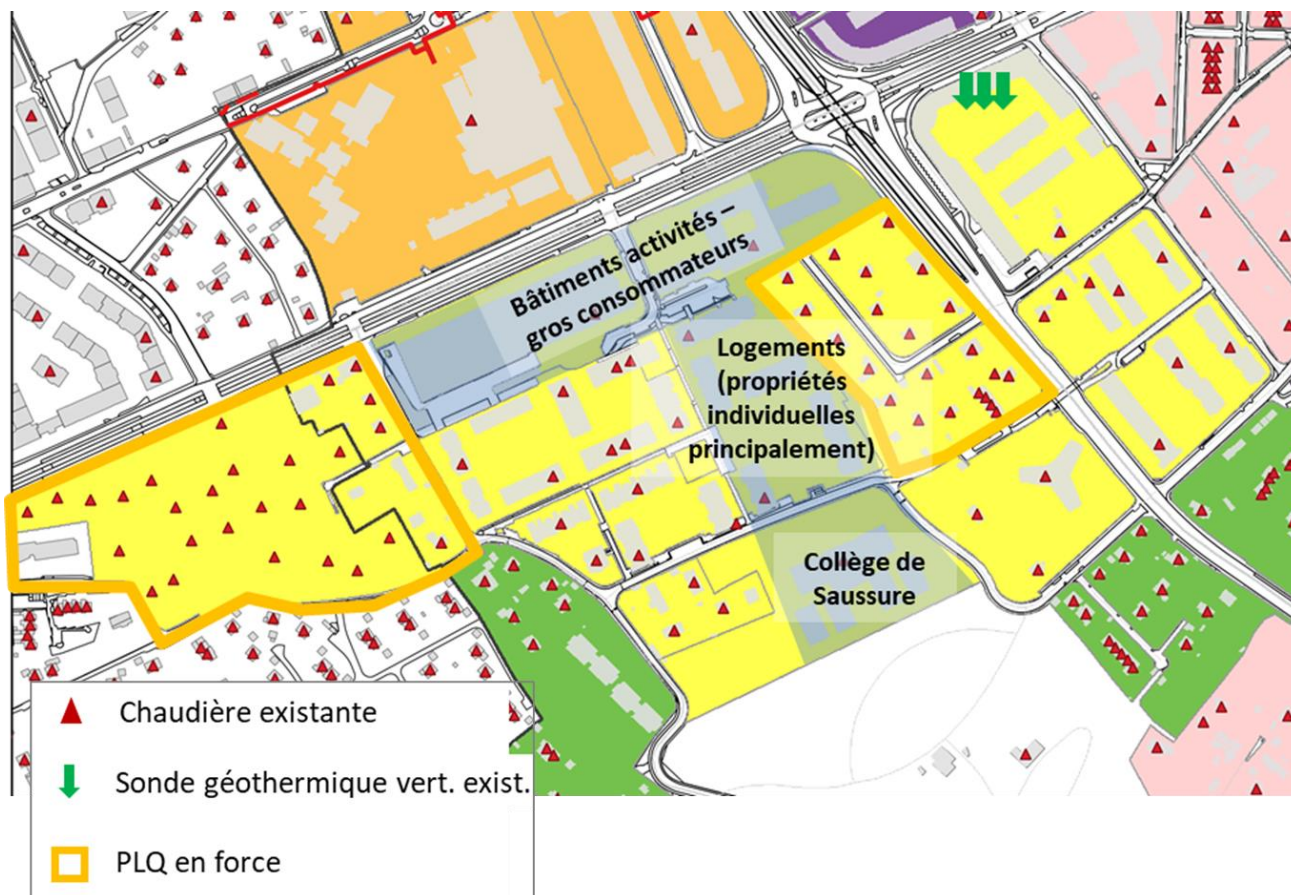 Bâtiments activités –
gros consommateurs
Logements
(propriétés
individuelles
principalement)
Collège de
Saussure
Chaudière existante
Sonde géothermique vert. exist.
PLQ en force